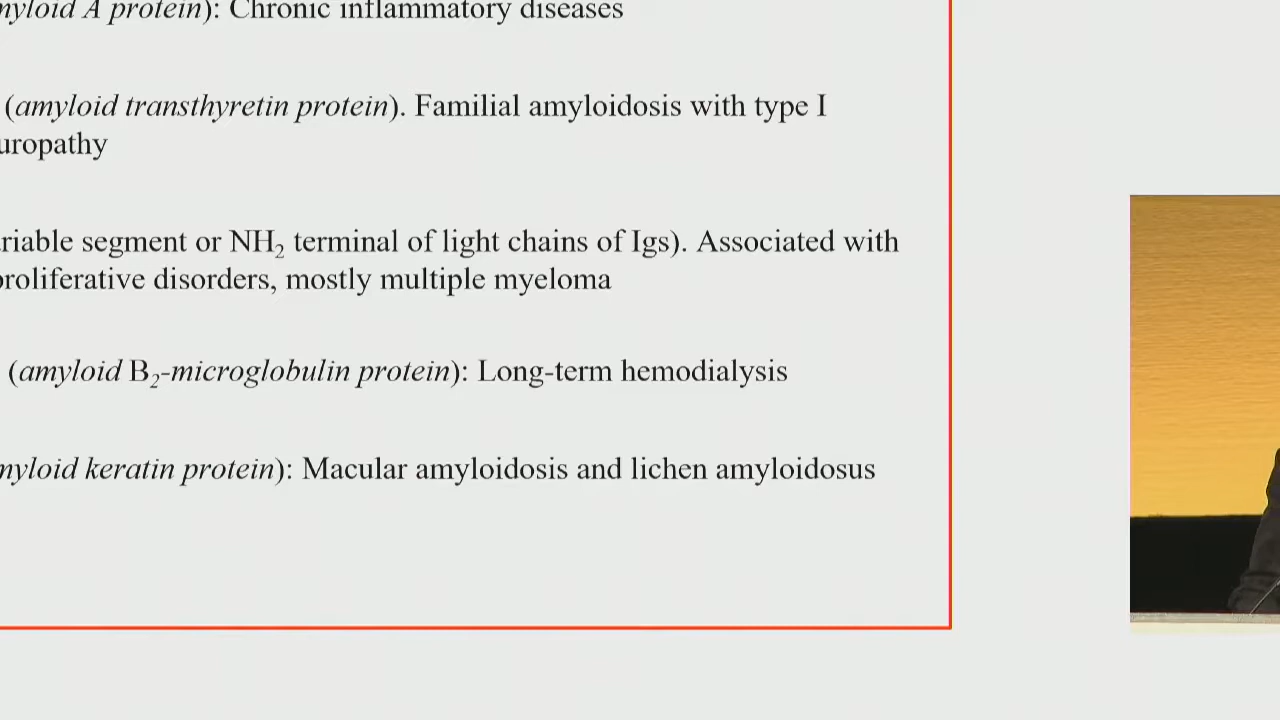 myloid A protein): Chronic inflammatory diseases
(amyloid transthyretin protein). Familial amyloidosis with type I
uropathy
riable segment or NH₂ terminal of light chains of Igs). Associated with
proliferative disorders, mostly multiple myeloma
(amyloid B₂-microglobulin protein): Long-term hemodialysis
myloid keratin protein): Macular amyloidosis and lichen amyloidosus